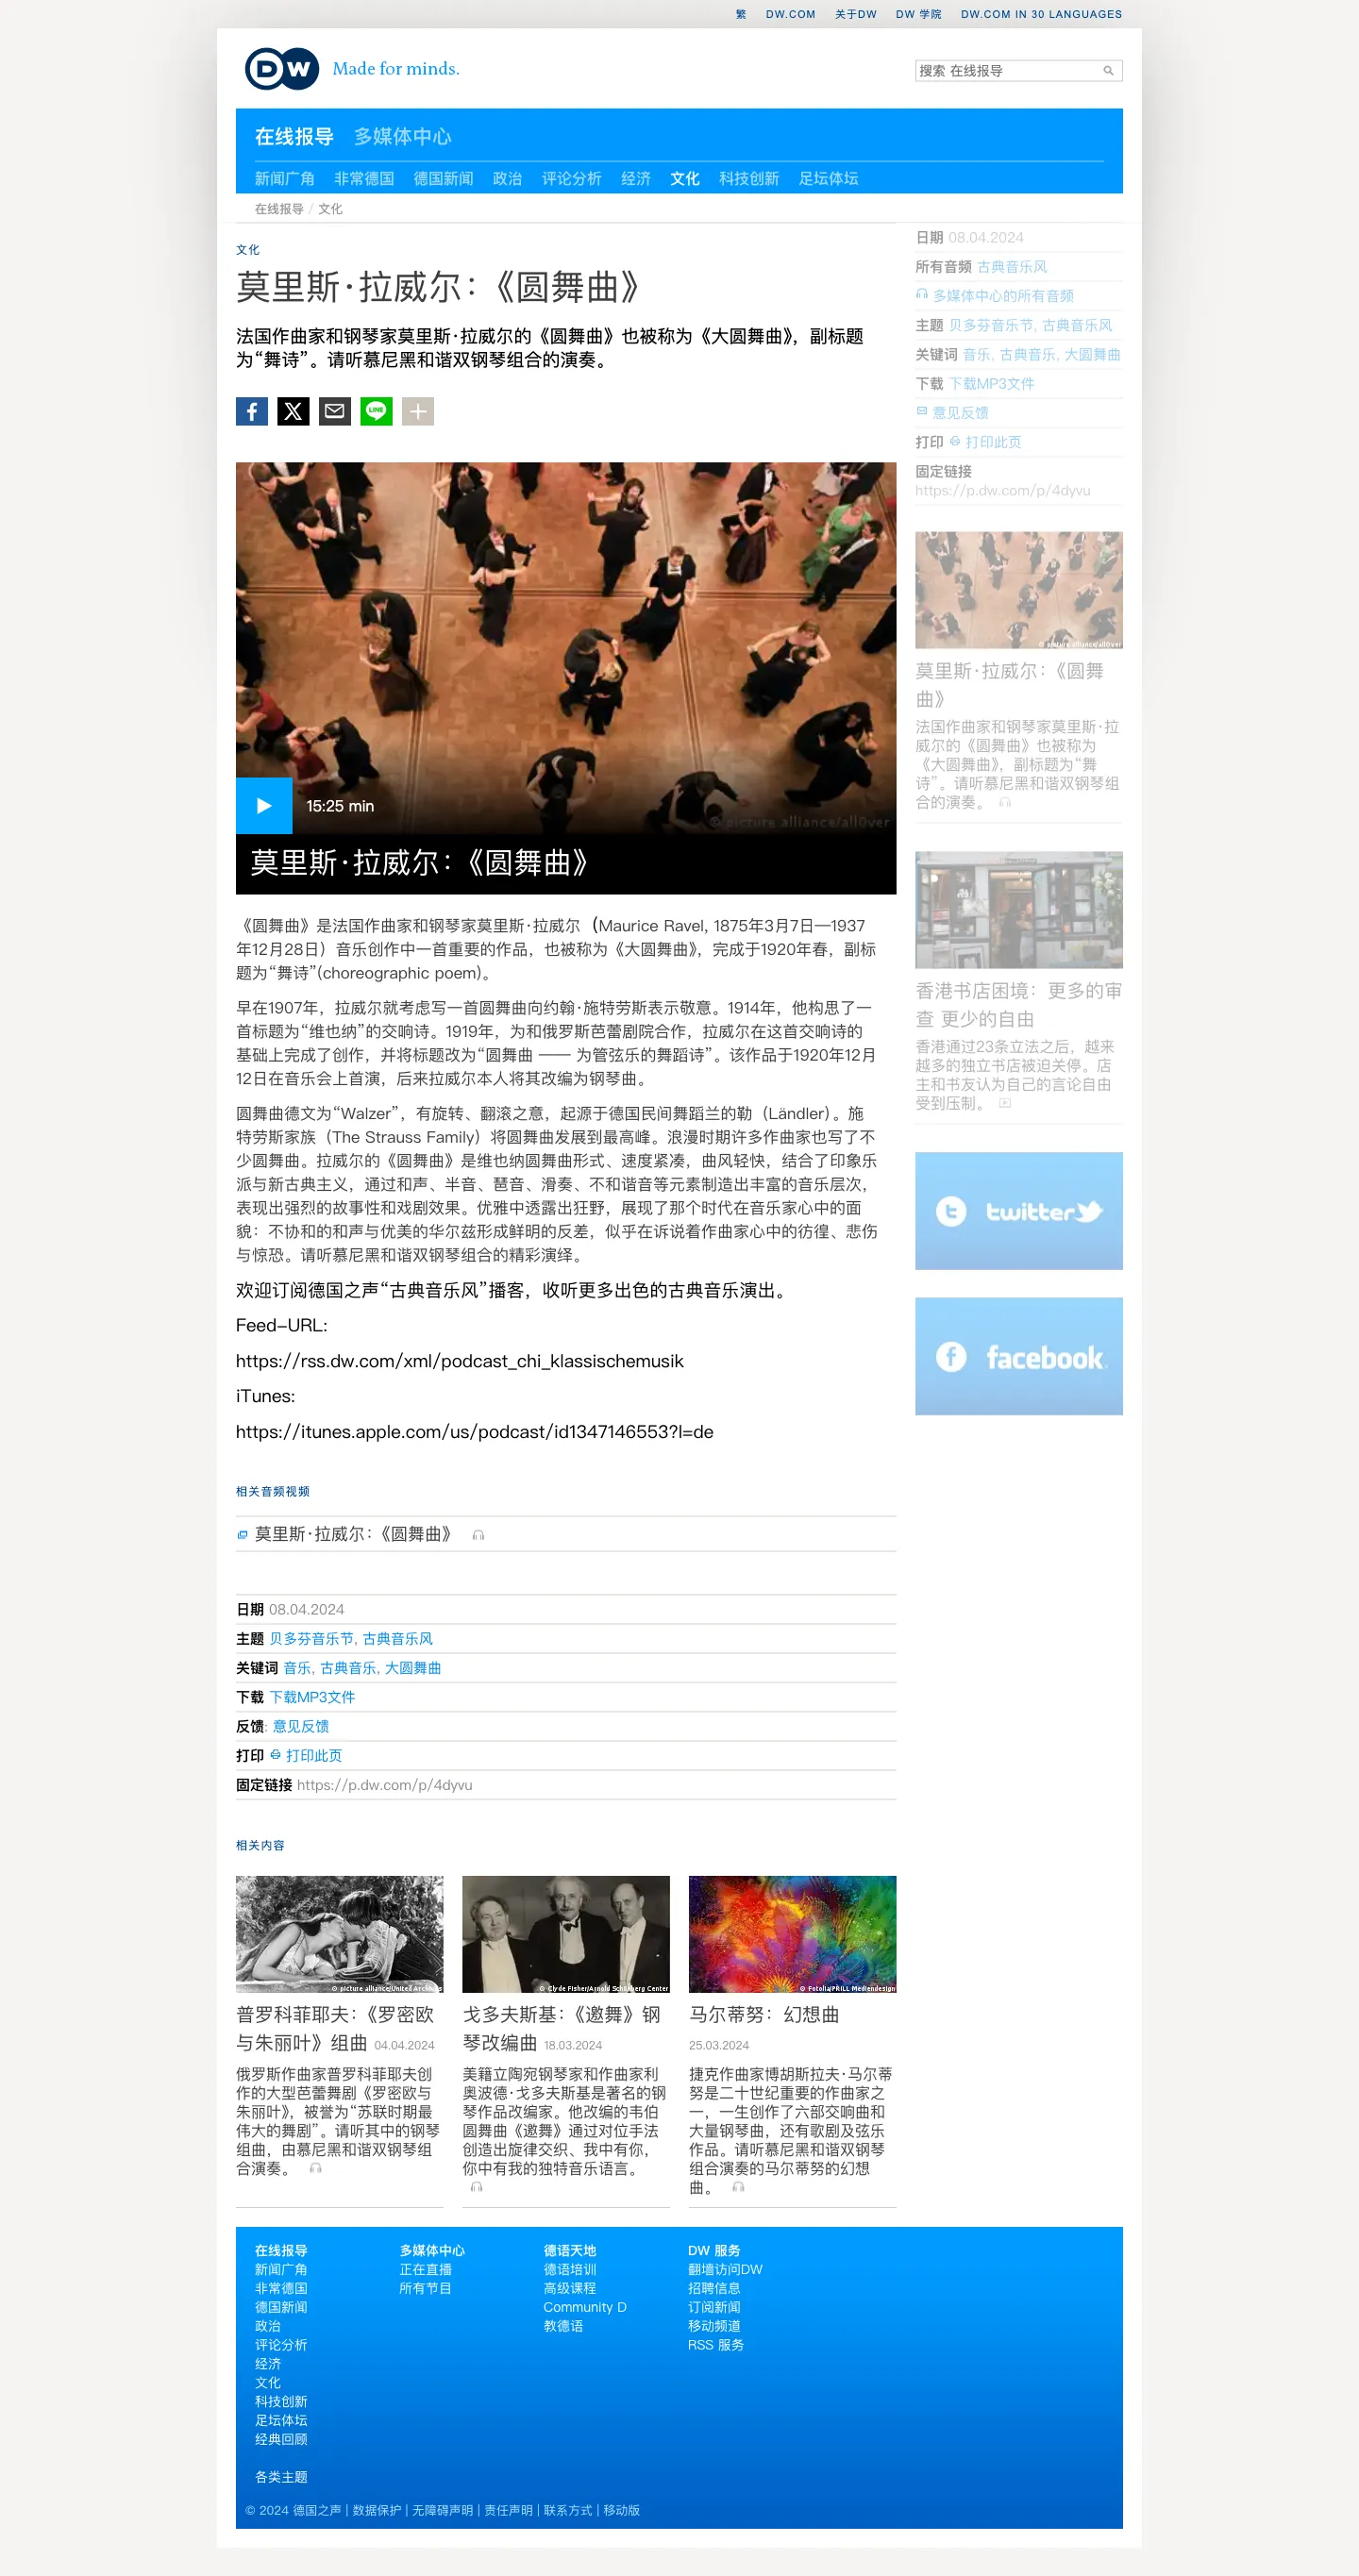 繁 DW.COM 关于DW DW 学院 DW.COM IN 30 LANGUAGES
DW Made for minds.
搜索 在线报导
在线报导 多媒体中心
新闻广角 非常德国 德国新闻 政治 评论分析 经济 文化 科技创新 足坛体坛
在线报导 / 文化
文化
莫里斯·拉威尔：《圆舞曲》
法国作曲家和钢琴家莫里斯·拉威尔的《圆舞曲》也被称为《大圆舞曲》，副标题
为“舞诗”。请听慕尼黑和谐双钢琴组合的演奏。
LINE
15:25 min
© picture alliance/allOver
莫里斯·拉威尔：《圆舞曲》
《圆舞曲》是法国作曲家和钢琴家莫里斯·拉威尔（Maurice Ravel, 1875年3月7日—1937
年12月28日）音乐创作中一首重要的作品，也被称为《大圆舞曲》，完成于1920年春，副标
题为“舞诗”(choreographic poem)。
早在1907年，拉威尔就考虑写一首圆舞曲向约翰·施特劳斯表示敬意。1914年，他构思了一
首标题为“维也纳”的交响诗。1919年，为和俄罗斯芭蕾剧院合作，拉威尔在这首交响诗的
基础上完成了创作，并将标题改为“圆舞曲 —— 为管弦乐的舞蹈诗”。该作品于1920年12月
12日在音乐会上首演，后来拉威尔本人将其改编为钢琴曲。
圆舞曲德文为“Walzer”，有旋转、翻滚之意，起源于德国民间舞蹈兰的勒（Ländler）。施
特劳斯家族（The Strauss Family）将圆舞曲发展到最高峰。浪漫时期许多作曲家也写了不
少圆舞曲。拉威尔的《圆舞曲》是维也纳圆舞曲形式、速度紧凑，曲风轻快，结合了印象乐
派与新古典主义，通过和声、半音、琶音、滑奏、不和谐音等元素制造出丰富的音乐层次，
表现出强烈的故事性和戏剧效果。优雅中透露出狂野，展现了那个时代在音乐家心中的面
貌：不协和的和声与优美的华尔兹形成鲜明的反差，似乎在诉说着作曲家心中的彷徨、悲伤
与惊恐。请听慕尼黑和谐双钢琴组合的精彩演绎。
欢迎订阅德国之声“古典音乐风”播客，收听更多出色的古典音乐演出。
Feed-URL:
https://rss.dw.com/xml/podcast_chi_klassischemusik
iTunes:
https://itunes.apple.com/us/podcast/id1347146553?l=de
相关音频视频
莫里斯·拉威尔：《圆舞曲》
日期 08.04.2024
主题 贝多芬音乐节, 古典音乐风
关键词 音乐, 古典音乐, 大圆舞曲
下载 下载MP3文件
反馈: 意见反馈
打印 打印此页
固定链接 https://p.dw.com/p/4dyvu
相关内容
© picture alliance/United Archives
普罗科菲耶夫：《罗密欧
与朱丽叶》组曲 04.04.2024
俄罗斯作曲家普罗科菲耶夫创
作的大型芭蕾舞剧《罗密欧与
朱丽叶》，被誉为“苏联时期最
伟大的舞剧”。请听其中的钢琴
组曲，由慕尼黑和谐双钢琴组
合演奏。
© Clyde Fisher/Arnold Schönberg Center
戈多夫斯基：《邀舞》钢
琴改编曲 18.03.2024
美籍立陶宛钢琴家和作曲家利
奥波德·戈多夫斯基是著名的钢
琴作品改编家。他改编的韦伯
圆舞曲《邀舞》通过对位手法
创造出旋律交织、我中有你，
你中有我的独特音乐语言。
© Fotolia/PRILL Mediendesign
马尔蒂努：幻想曲
25.03.2024
捷克作曲家博胡斯拉夫·马尔蒂
努是二十世纪重要的作曲家之
一，一生创作了六部交响曲和
大量钢琴曲，还有歌剧及弦乐
作品。请听慕尼黑和谐双钢琴
组合演奏的马尔蒂努的幻想
曲。
日期 08.04.2024
所有音频 古典音乐风
多媒体中心的所有音频
主题 贝多芬音乐节, 古典音乐风
关键词 音乐, 古典音乐, 大圆舞曲
下载 下载MP3文件
意见反馈
打印 打印此页
固定链接
https://p.dw.com/p/4dyvu
© picture alliance/allOver
莫里斯·拉威尔：《圆舞
曲》
法国作曲家和钢琴家莫里斯·拉
威尔的《圆舞曲》也被称为
《大圆舞曲》，副标题为“舞
诗”。请听慕尼黑和谐双钢琴组
合的演奏。
香港书店困境：更多的审
查 更少的自由
香港通过23条立法之后，越来
越多的独立书店被迫关停。店
主和书友认为自己的言论自由
受到压制。
twitter
facebook
在线报导
新闻广角
非常德国
德国新闻
政治
评论分析
经济
文化
科技创新
足坛体坛
经典回顾
各类主题
多媒体中心
正在直播
所有节目
德语天地
德语培训
高级课程
Community D
教德语
DW 服务
翻墙访问DW
招聘信息
订阅新闻
移动频道
RSS 服务
© 2024 德国之声 | 数据保护 | 无障碍声明 | 责任声明 | 联系方式 | 移动版